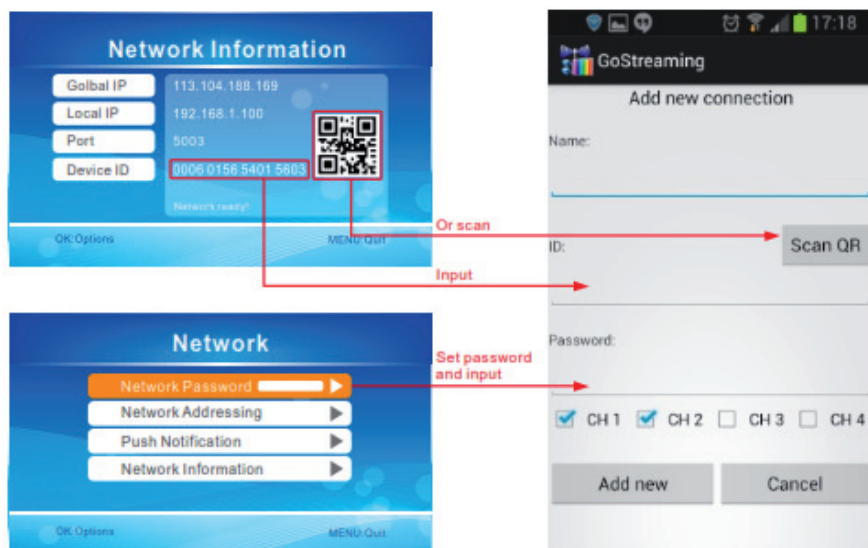 Network Information
Golbal IP 113.104.188.169
Local IP 192.168.1.100
Port 5003
Device ID 0006 0156 5401 5603
Network ready!
OK:Options MENU:Quit
Or scan
Input
Network
Network Password
Network Addressing
Push Notification
Network Information
OK:Options MENU:Quit
Set password
and input
17:18
GoStreaming
Add new connection
Name:
ID: Scan QR
Password:
CH 1 CH 2 CH 3 CH 4
Add new Cancel